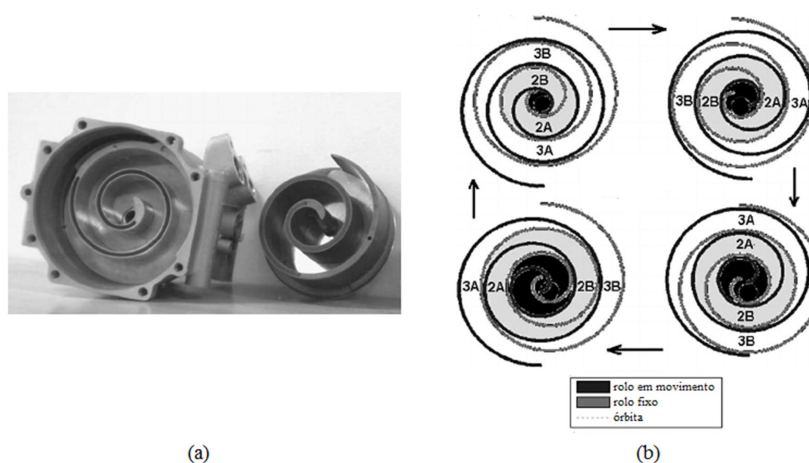 3B
2B
2A
3A
3B 2B 2A 3A
3A 2A 2B 3B
3A
2A
2B
3B
rolo em movimento
rolo fixo
órbita
(a) (b)